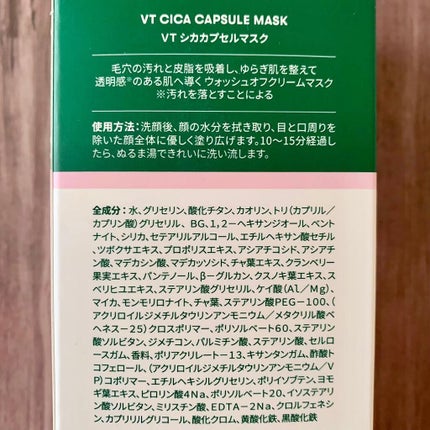 VT CICA CAPSULE MASK
VT シカカプセルマスク
毛穴の汚れと皮脂を吸着し、ゆらぎ肌を整えて
透明感※のある肌へ導くウォッシュオフクリームマスク
※汚れを落とすことによる
使用方法：洗顔後、顔の水分を拭き取り、目と口周り
を除いた顔全体に優しく塗り広げます。10〜15分経過し
たら、ぬるま湯できれいに洗い流します。
全成分：水、グリセリン、酸化チタン、カオリン、トリ(カプリル／
カプリン酸)グリセリル、 BG、1,2-ヘキサンジオール、ベント
ナイト、シリカ、セテアリルアルコール、エチルヘキサン酸セチル
、ツボクサエキス、プロポリスエキス、アシアチコシド、アシアチン
酸、マデカシン酸、マデカッソシド、チャ葉エキス、クランベリー
果実エキス、パンテノール、β-グルカン、クスノキ葉エキス、ス
ベリヒユエキス、ステアリン酸グリセリル、ケイ酸(Al／Mg)、
マイカ、モンモリロナイト、チャ葉、ステアリン酸PEG-100、(
アクリロイルジメチルタウリンアンモニウム／メタクリル酸ベ
ヘネス-25)クロスポリマー、ポリソルベート60、ステアリン
酸ソルビタン、ジメチコン、パルミチン酸、ステアリン酸、セルロ
ースガム、香料、ポリアクリレート-13、キサンタンガム、酢酸ト
コフェロール、(アクリロイルジメチルタウリンアンモニウム／
VP)コポリマー、エチルヘキシルグリセリン、ポリイソブテン、ヨモ
ギ葉エキス、ピロリン酸4Na、ポリソルベート20、イソステアリ
ン酸ソルビタン、ミリスチン酸、EDTA-2Na、クロルフェネシ
ン、カプリリルグリコール、酸化クロム、黄酸化鉄、黒酸化鉄